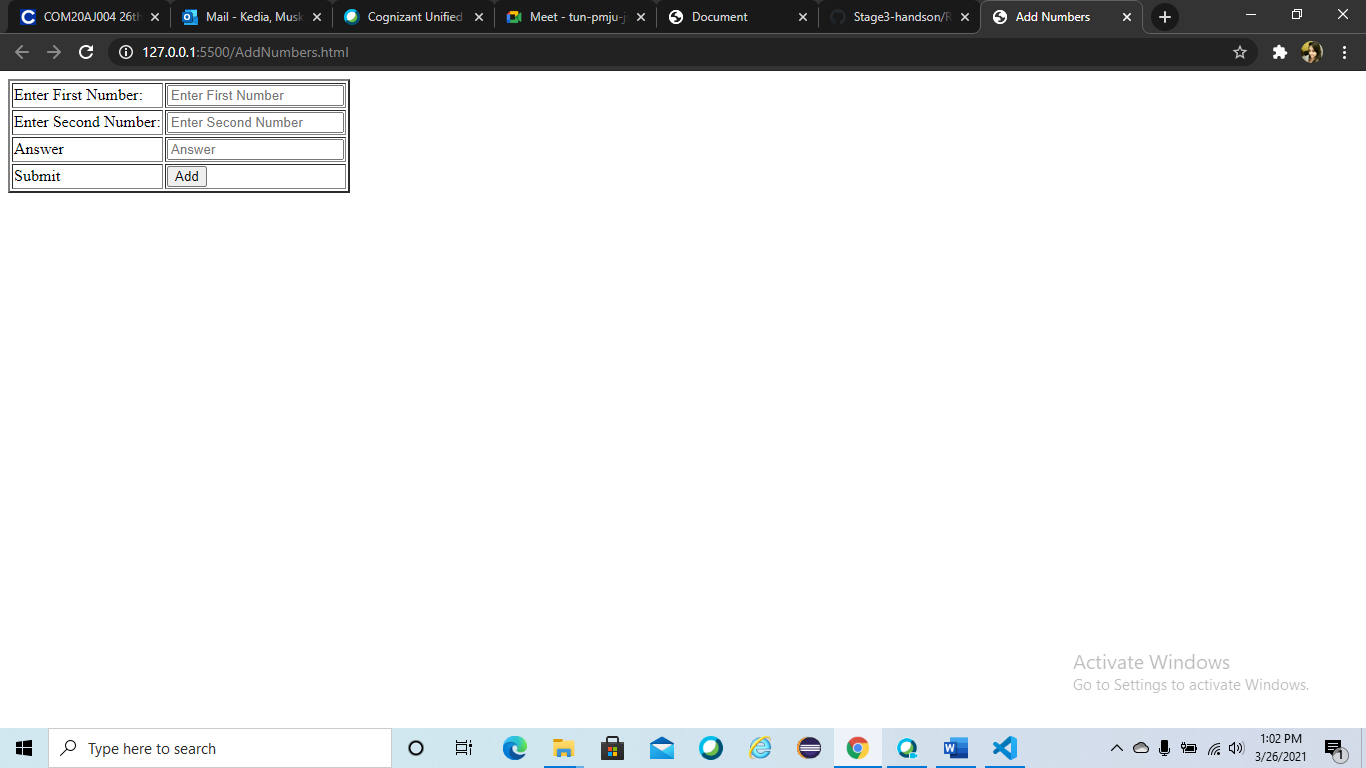 COM20AJ004 26th
Mail - Kedia, Musk
Cognizant Unified
Meet - tun-pmju-j
Document
Stage3-handson/R
Add Numbers
127.0.0.1:5500/AddNumbers.html
Enter First Number: Enter First Number
Enter Second Number: Enter Second Number
Answer Answer
Submit Add
Activate Windows
Go to Settings to activate Windows.
Type here to search
1:02 PM
3/26/2021
1